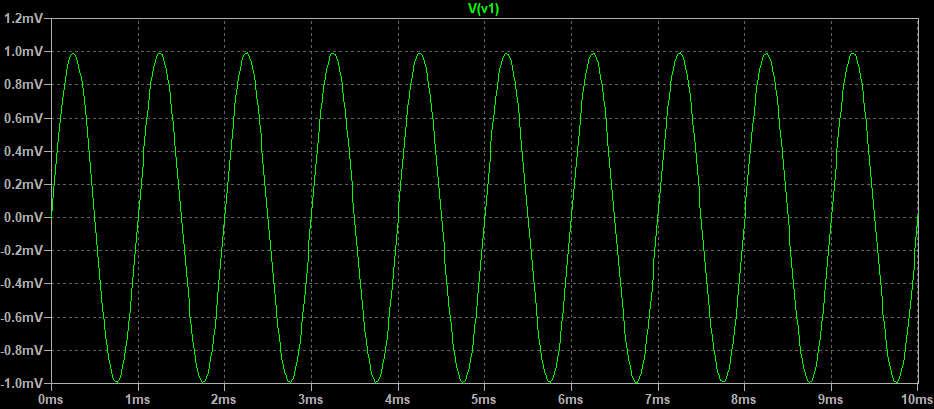 V(v1)
1.2mV
1.0mV
0.8mV
0.6mV
0.4mV
0.2mV
0.0mV
-0.2mV
-0.4mV
-0.6mV
-0.8mV
-1.0mV
0ms 1ms 2ms 3ms 4ms 5ms 6ms 7ms 8ms 9ms 10ms